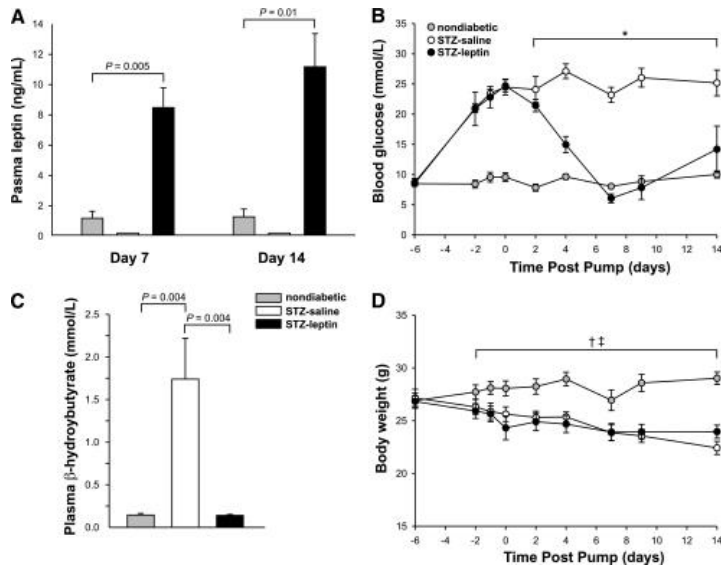 A
Pasma leptin (ng/mL)
14
12
10
8
6
4
2
0
P = 0.005
P = 0.01
Day 7
Day 14
B
nondiabetic
STZ-saline
STZ-leptin
*
Blood glucose (mmol/L)
35
30
25
20
15
10
5
0
-6 -4 -2 0 2 4 6 8 10 12 14
Time Post Pump (days)
C
Plasma β-hydroybutyrate (mmol/L)
2.5
2.0
1.5
1.0
0.5
0.0
P = 0.004
P = 0.004
nondiabetic
STZ-saline
STZ-leptin
D
†‡
Body weight (g)
35
30
25
20
15
-6 -4 -2 0 2 4 6 8 10 12 14
Time Post Pump (days)